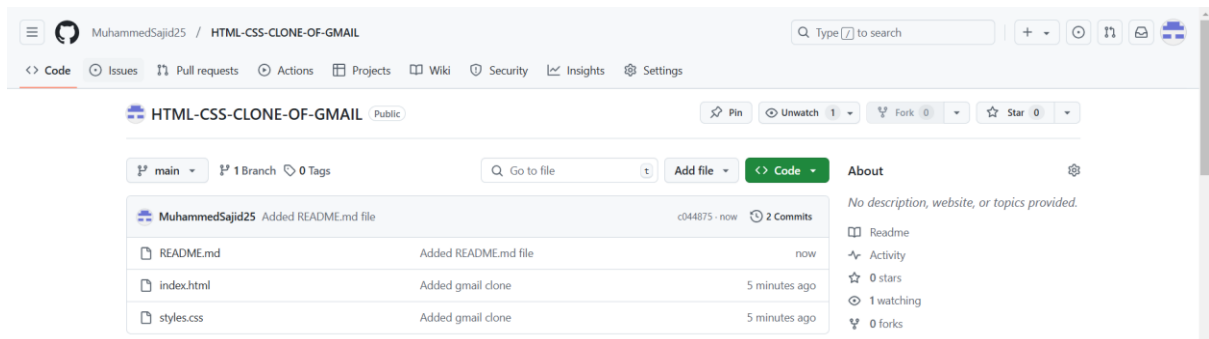 MuhammedSajid25 / HTML-CSS-CLONE-OF-GMAIL
Type / to search
<> Code Issues Pull requests Actions Projects Wiki Security Insights Settings
HTML-CSS-CLONE-OF-GMAIL Public
Pin Unwatch 1 Fork 0 Star 0
main 1 Branch 0 Tags Go to file t Add file <> Code
About
MuhammedSajid25 Added README.md file c044875 · now 2 Commits
No description, website, or topics provided.
README.md Added README.md file now
Readme
Activity
index.html Added gmail clone 5 minutes ago
0 stars
1 watching
styles.css Added gmail clone 5 minutes ago
0 forks